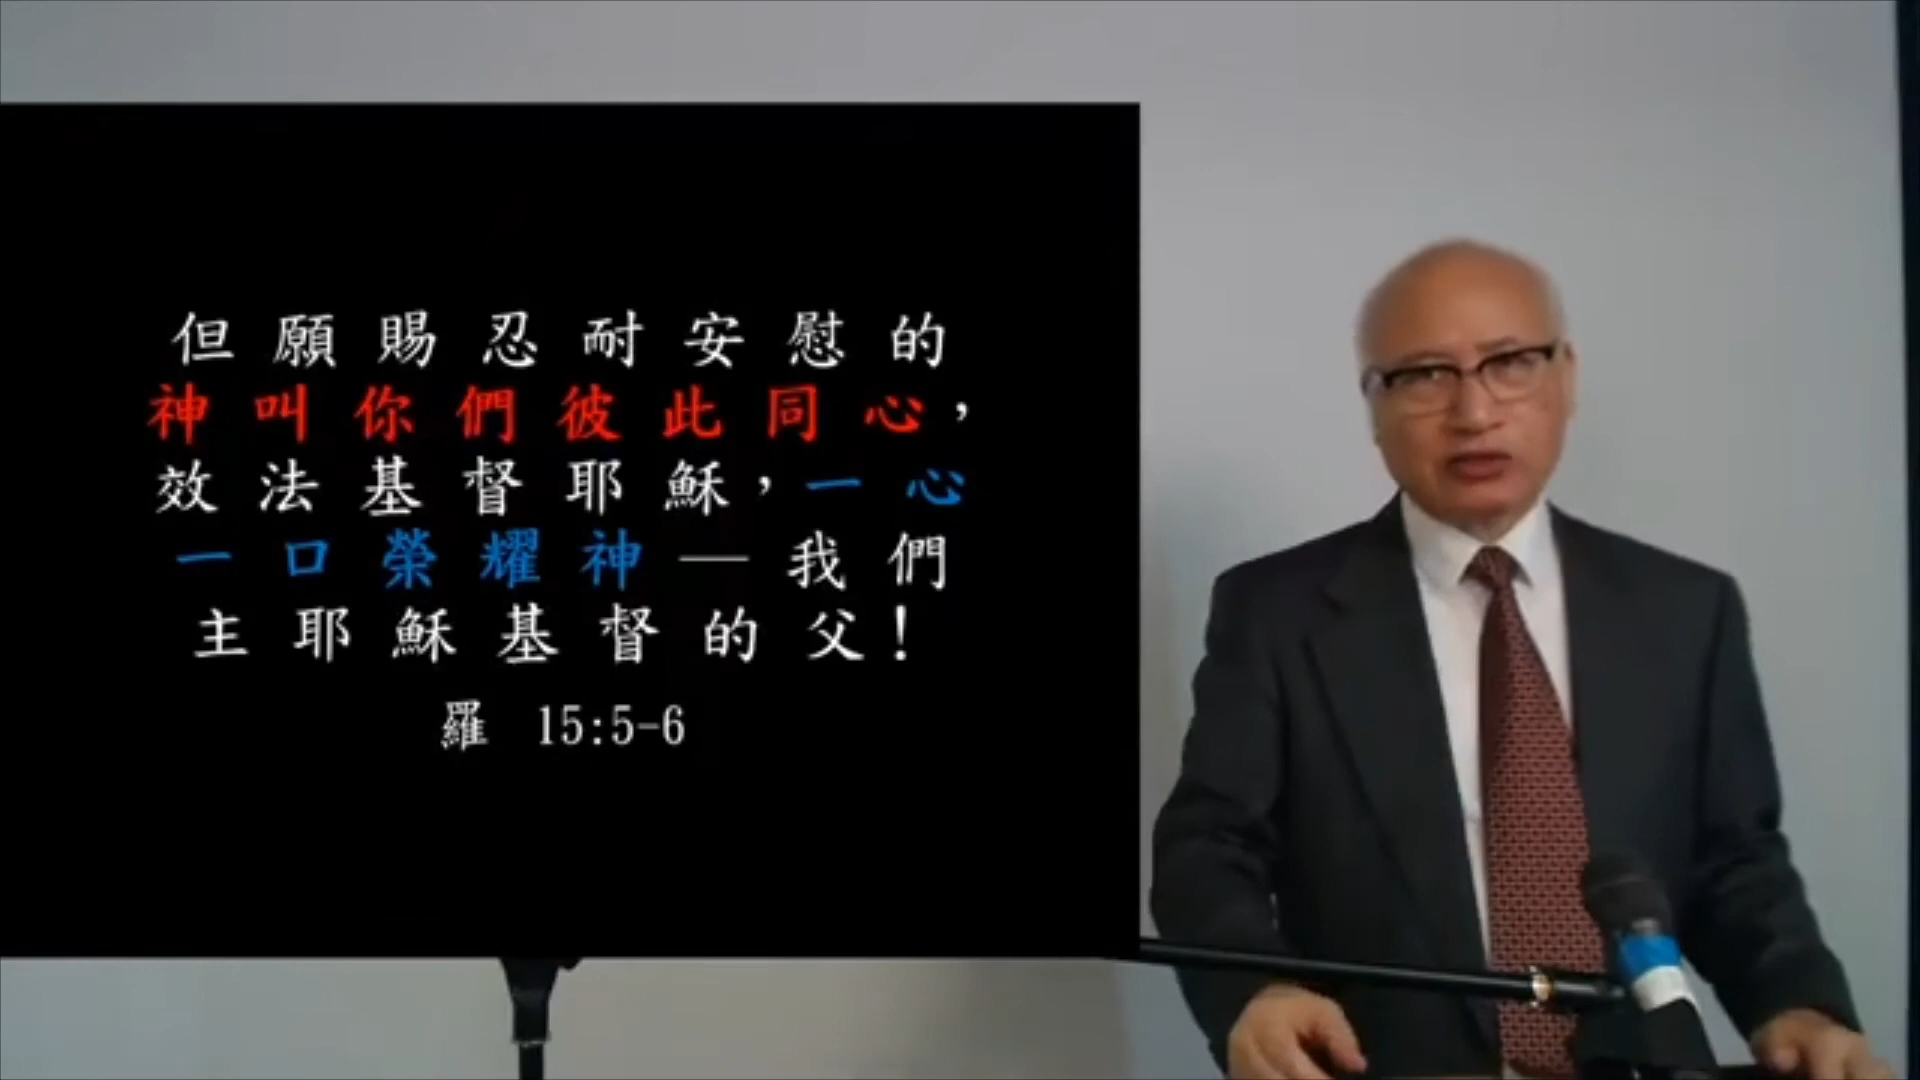 但願賜忍耐安慰的
神叫你們彼此同心，
效法基督耶穌，一心
一口榮耀神—我們
主耶穌基督的父！
羅 15:5-6